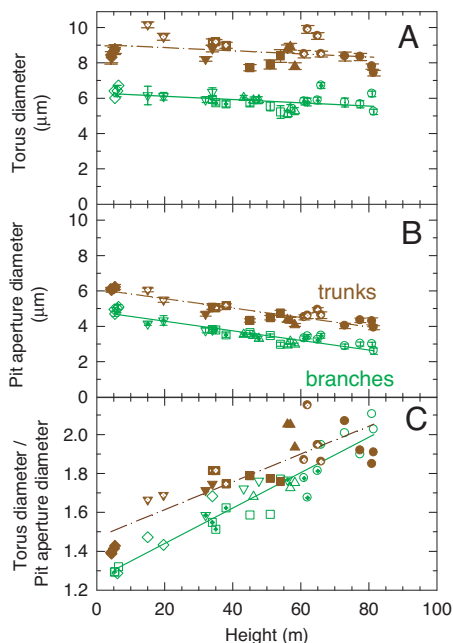 A
10
8
6
4
2
0
Torus diameter
(µm)
B
6
4
2
0
Pit aperture diameter
(µm)
trunks
branches
C
2.0
1.8
1.6
1.4
1.2
Torus diameter /
Pit aperture diameter
0 20 40 60 80 100
Height (m)